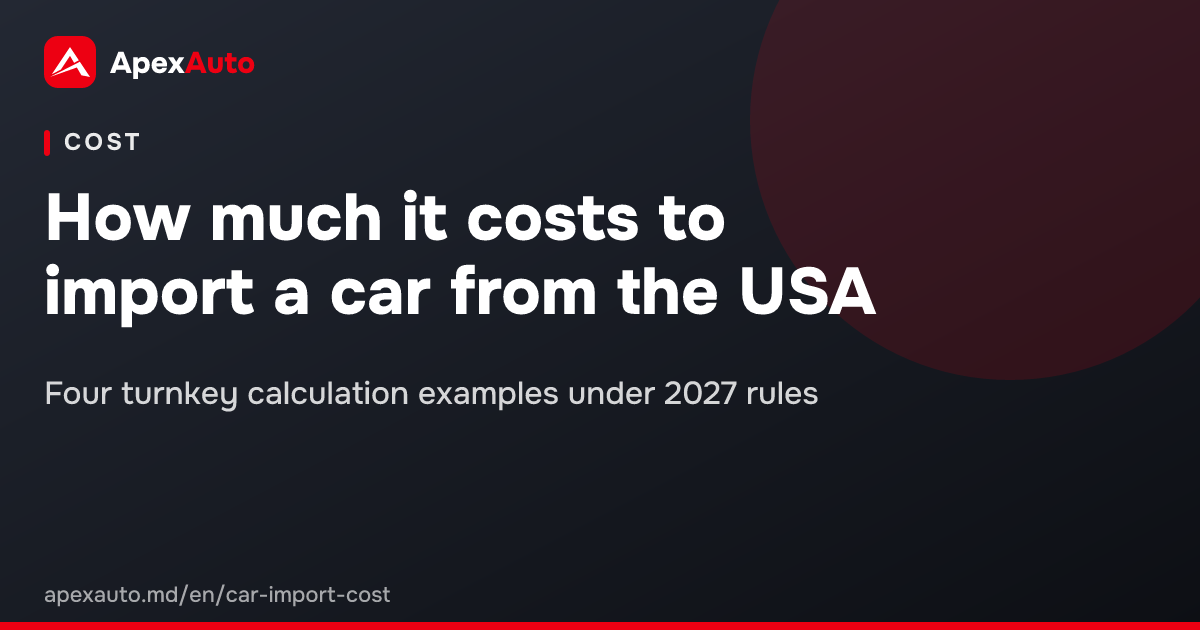 ApexAuto
COST
How much it costs to
import a car from the USA
Four turnkey calculation examples under 2027 rules
apexauto.md/en/car-import-cost